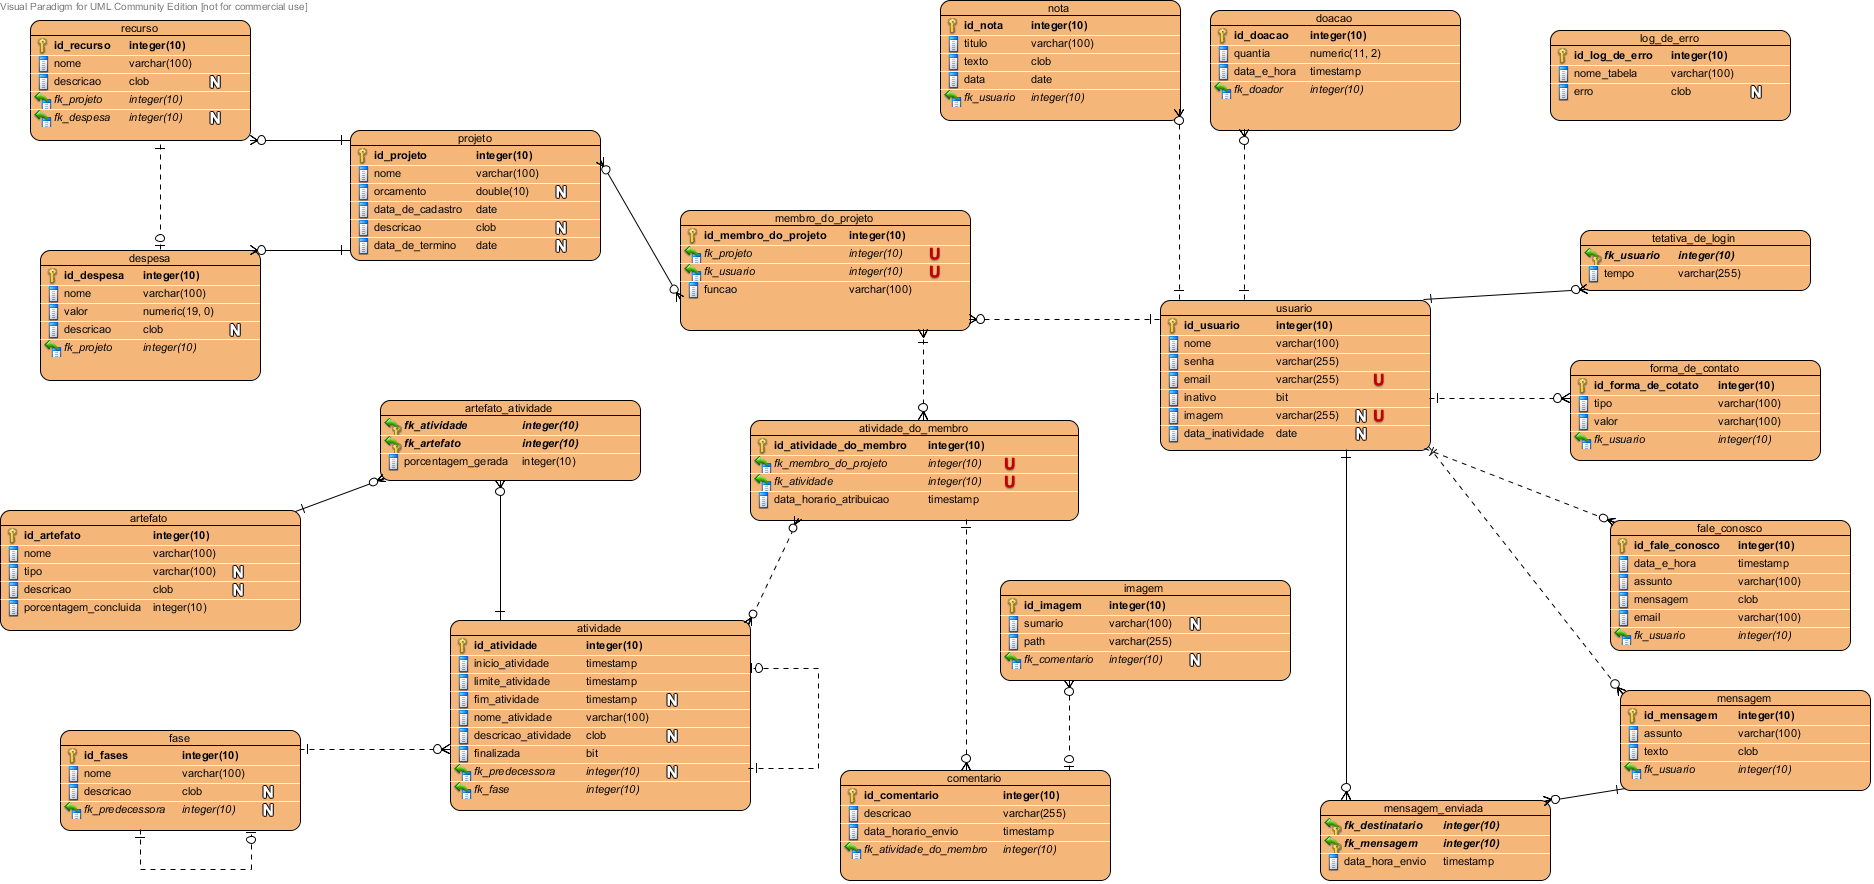 Visual Paradigm for UML Community Edition [not for commercial use]
recurso
id_recurso integer(10)
nome varchar(100)
descricao clob N
fk_projeto integer(10)
fk_despesa integer(10) N
projeto
id_projeto integer(10)
nome varchar(100)
orcamento double(10) N
data_de_cadastro date
descricao clob N
data_de_termino date N
despesa
id_despesa integer(10)
nome varchar(100)
valor numeric(19, 0)
descricao clob N
fk_projeto integer(10)
nota
id_nota integer(10)
titulo varchar(100)
texto clob
data date
fk_usuario integer(10)
doacao
id_doacao integer(10)
quantia numeric(11, 2)
data_e_hora timestamp
fk_doador integer(10)
log_de_erro
id_log_de_erro integer(10)
nome_tabela varchar(100)
erro clob N
membro_do_projeto
id_membro_do_projeto integer(10)
fk_projeto integer(10) U
fk_usuario integer(10) U
funcao varchar(100)
tetativa_de_login
fk_usuario integer(10)
tempo varchar(255)
usuario
id_usuario integer(10)
nome varchar(100)
senha varchar(255)
email varchar(255) U
inativo bit
imagem varchar(255) N U
data_inatividade date N
forma_de_contato
id_forma_de_cotato integer(10)
tipo varchar(100)
valor varchar(100)
fk_usuario integer(10)
artefato_atividade
fk_atividade integer(10)
fk_artefato integer(10)
porcentagem_gerada integer(10)
atividade_do_membro
id_atividade_do_membro integer(10)
fk_membro_do_projeto integer(10) U
fk_atividade integer(10) U
data_horario_atribuicao timestamp
artefato
id_artefato integer(10)
nome varchar(100)
tipo varchar(100) N
descricao clob N
porcentagem_concluida integer(10)
fale_conosco
id_fale_conosco integer(10)
data_e_hora timestamp
assunto varchar(100)
mensagem clob
email varchar(100)
fk_usuario integer(10)
imagem
id_imagem integer(10)
sumario varchar(100) N
path varchar(255)
fk_comentario integer(10) N
atividade
id_atividade integer(10)
inicio_atividade timestamp
limite_atividade timestamp
fim_atividade timestamp N
nome_atividade varchar(100)
descricao_atividade clob N
finalizada bit
fk_predecessora integer(10) N
fk_fase integer(10)
mensagem
id_mensagem integer(10)
assunto varchar(100)
texto clob
fk_usuario integer(10)
fase
id_fases integer(10)
nome varchar(100)
descricao clob N
fk_predecessora integer(10) N
comentario
id_comentario integer(10)
descricao varchar(255)
data_horario_envio timestamp
fk_atividade_do_membro integer(10)
mensagem_enviada
fk_destinatario integer(10)
fk_mensagem integer(10)
data_hora_envio timestamp